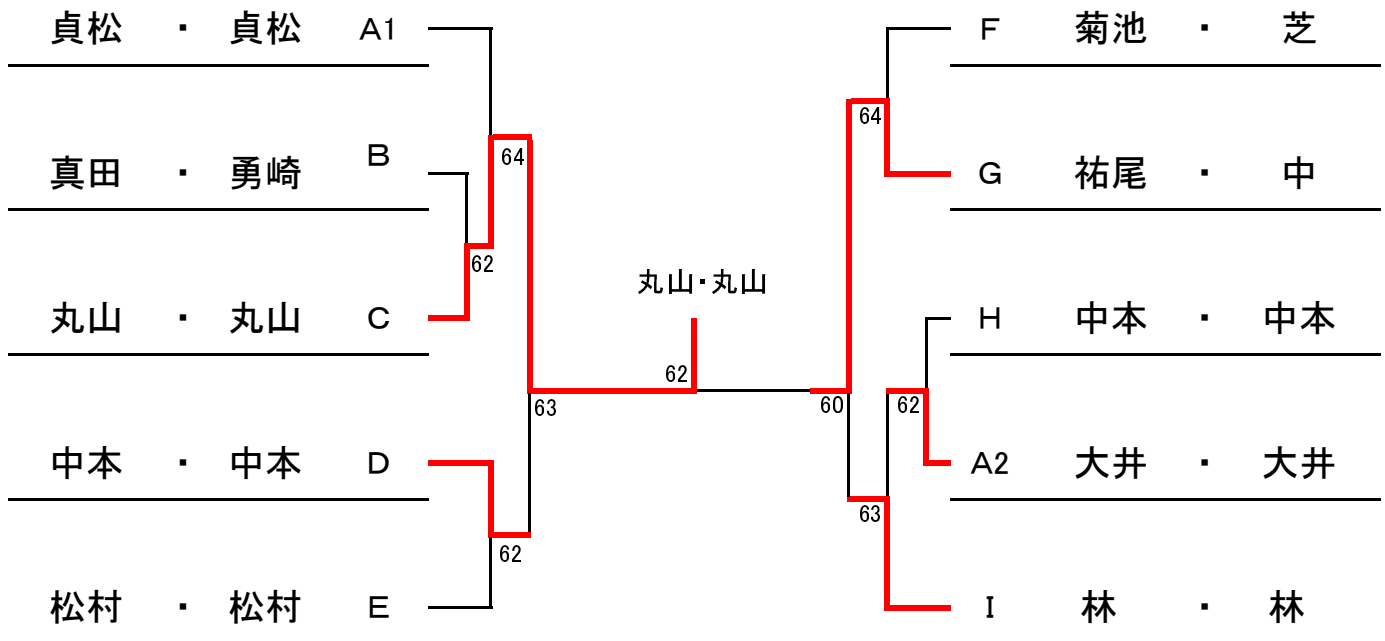 貞松 ・ 貞松 A1
64
真田 ・ 勇崎 B
62
丸山 ・ 丸山 C
63
中本 ・ 中本 D
62
松村 ・ 松村 E
丸山・丸山
62
F 菊池 ・ 芝
64
G 祐尾 ・ 中
H 中本 ・ 中本
60
62
A2 大井 ・ 大井
63
I 林 ・ 林